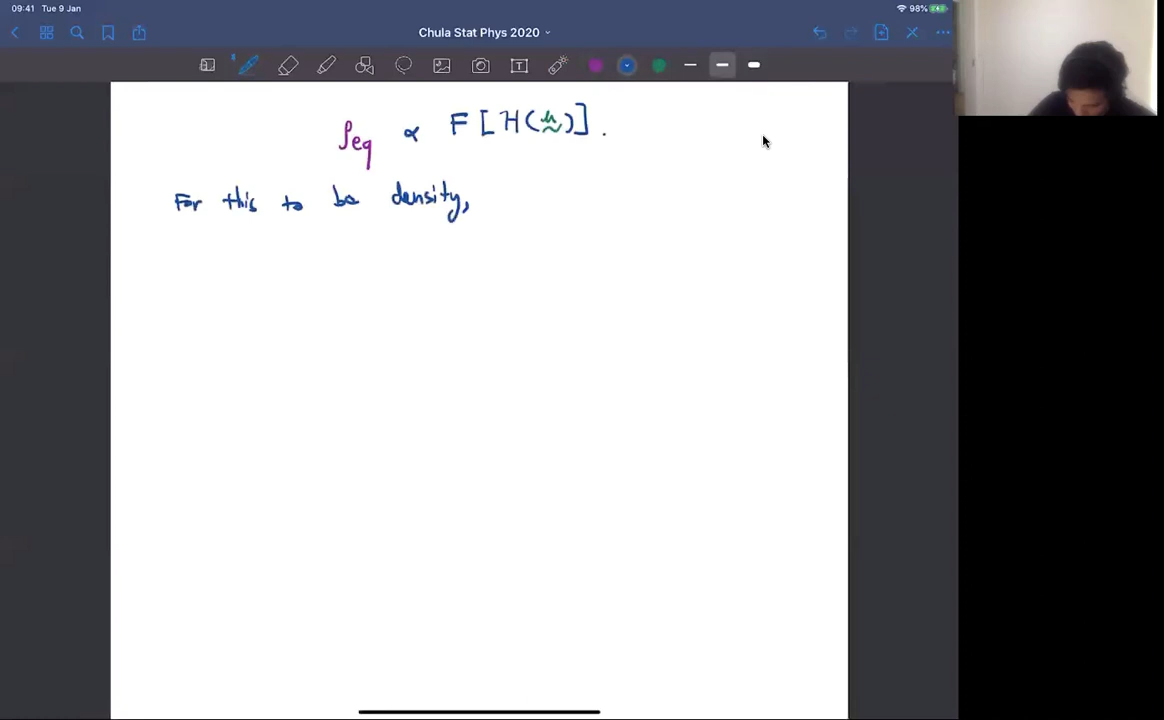 09:41 Tue 9 Jan
98%
Chula Stat Phys 2020
ρeq ∝ F[H(μ)].
For this to be density,